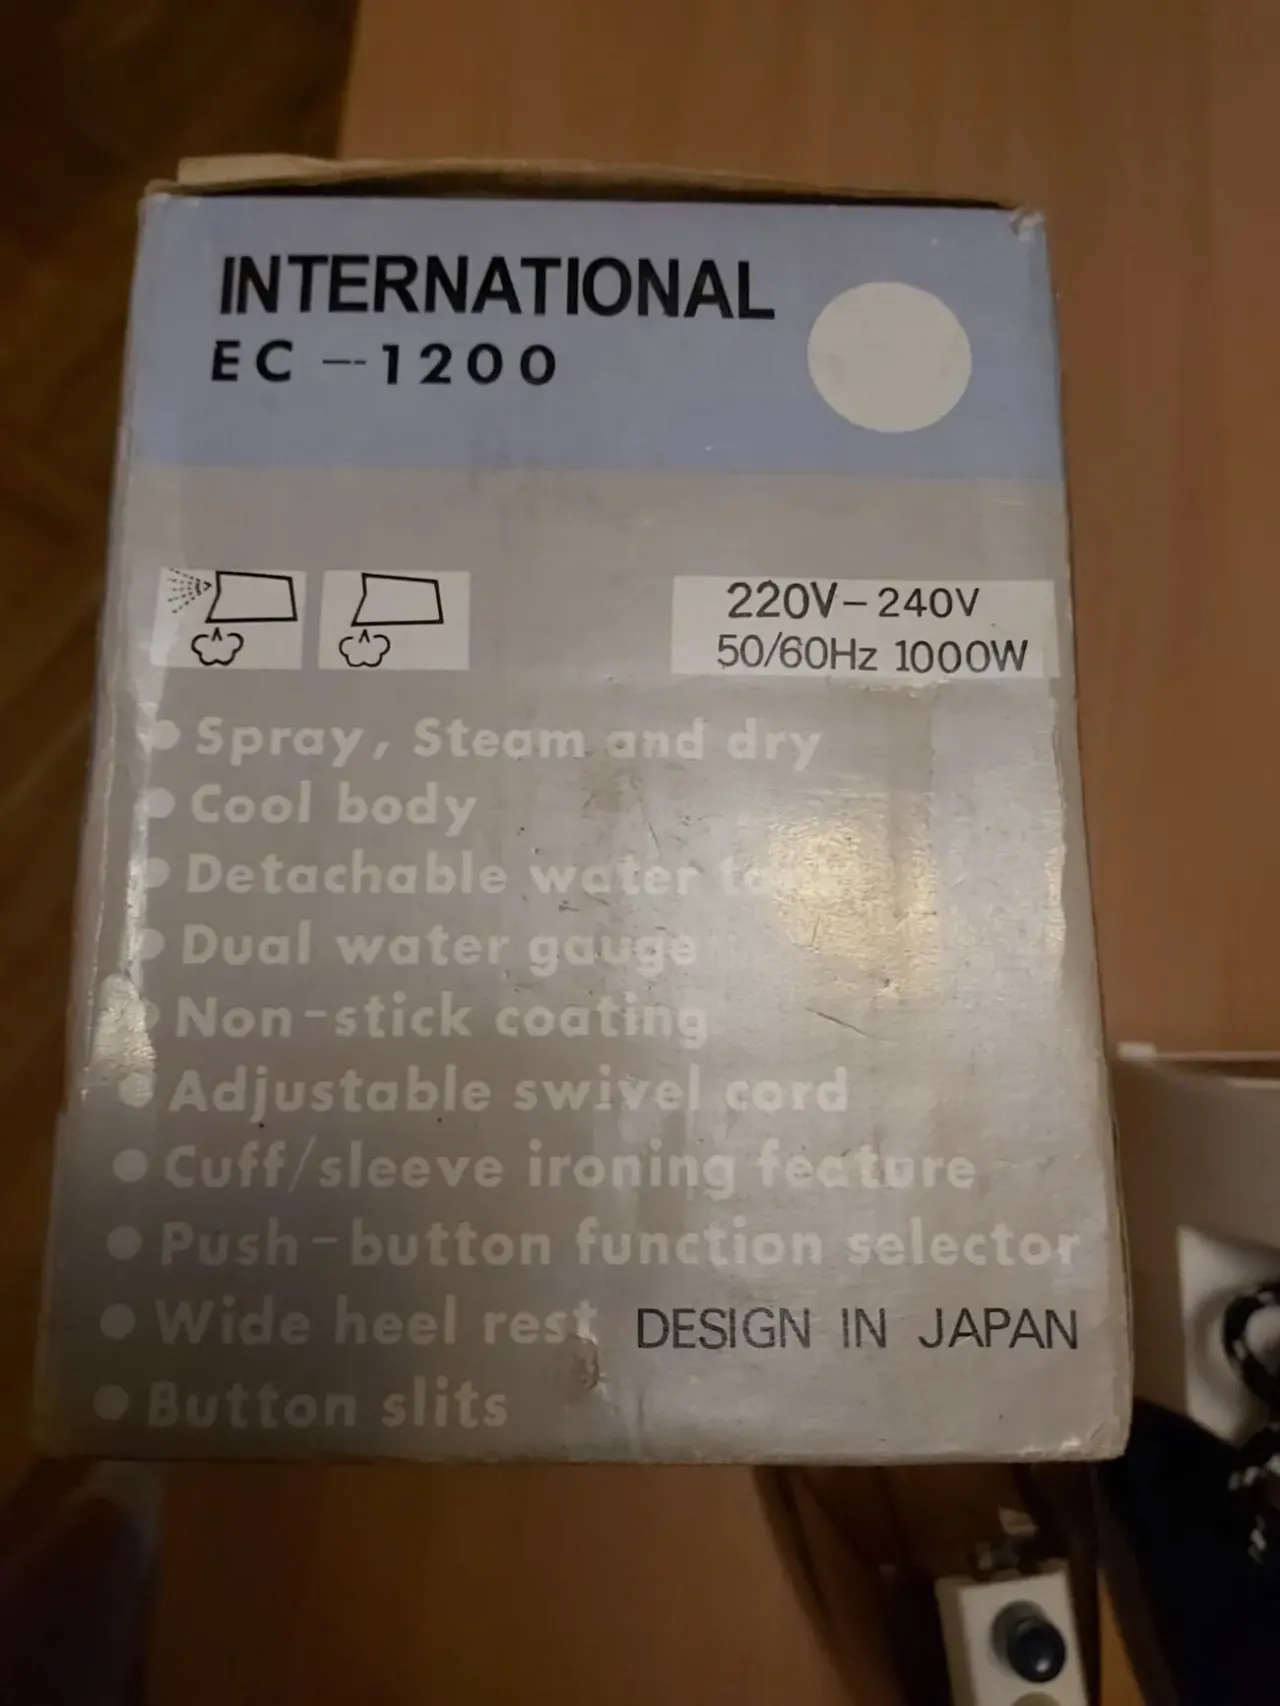 INTERNATIONAL
EC -- 1200
220V – 240V
50/60Hz 1000W
• Spray, Steam and dry
• Cool body
• Detachable water
• Dual water gauge
• Non-stick coating
• Adjustable swivel cord
• Cuff/sleeve ironing feature
• Push-button function selector
• Wide heel rest
DESIGN IN JAPAN
• Button slits